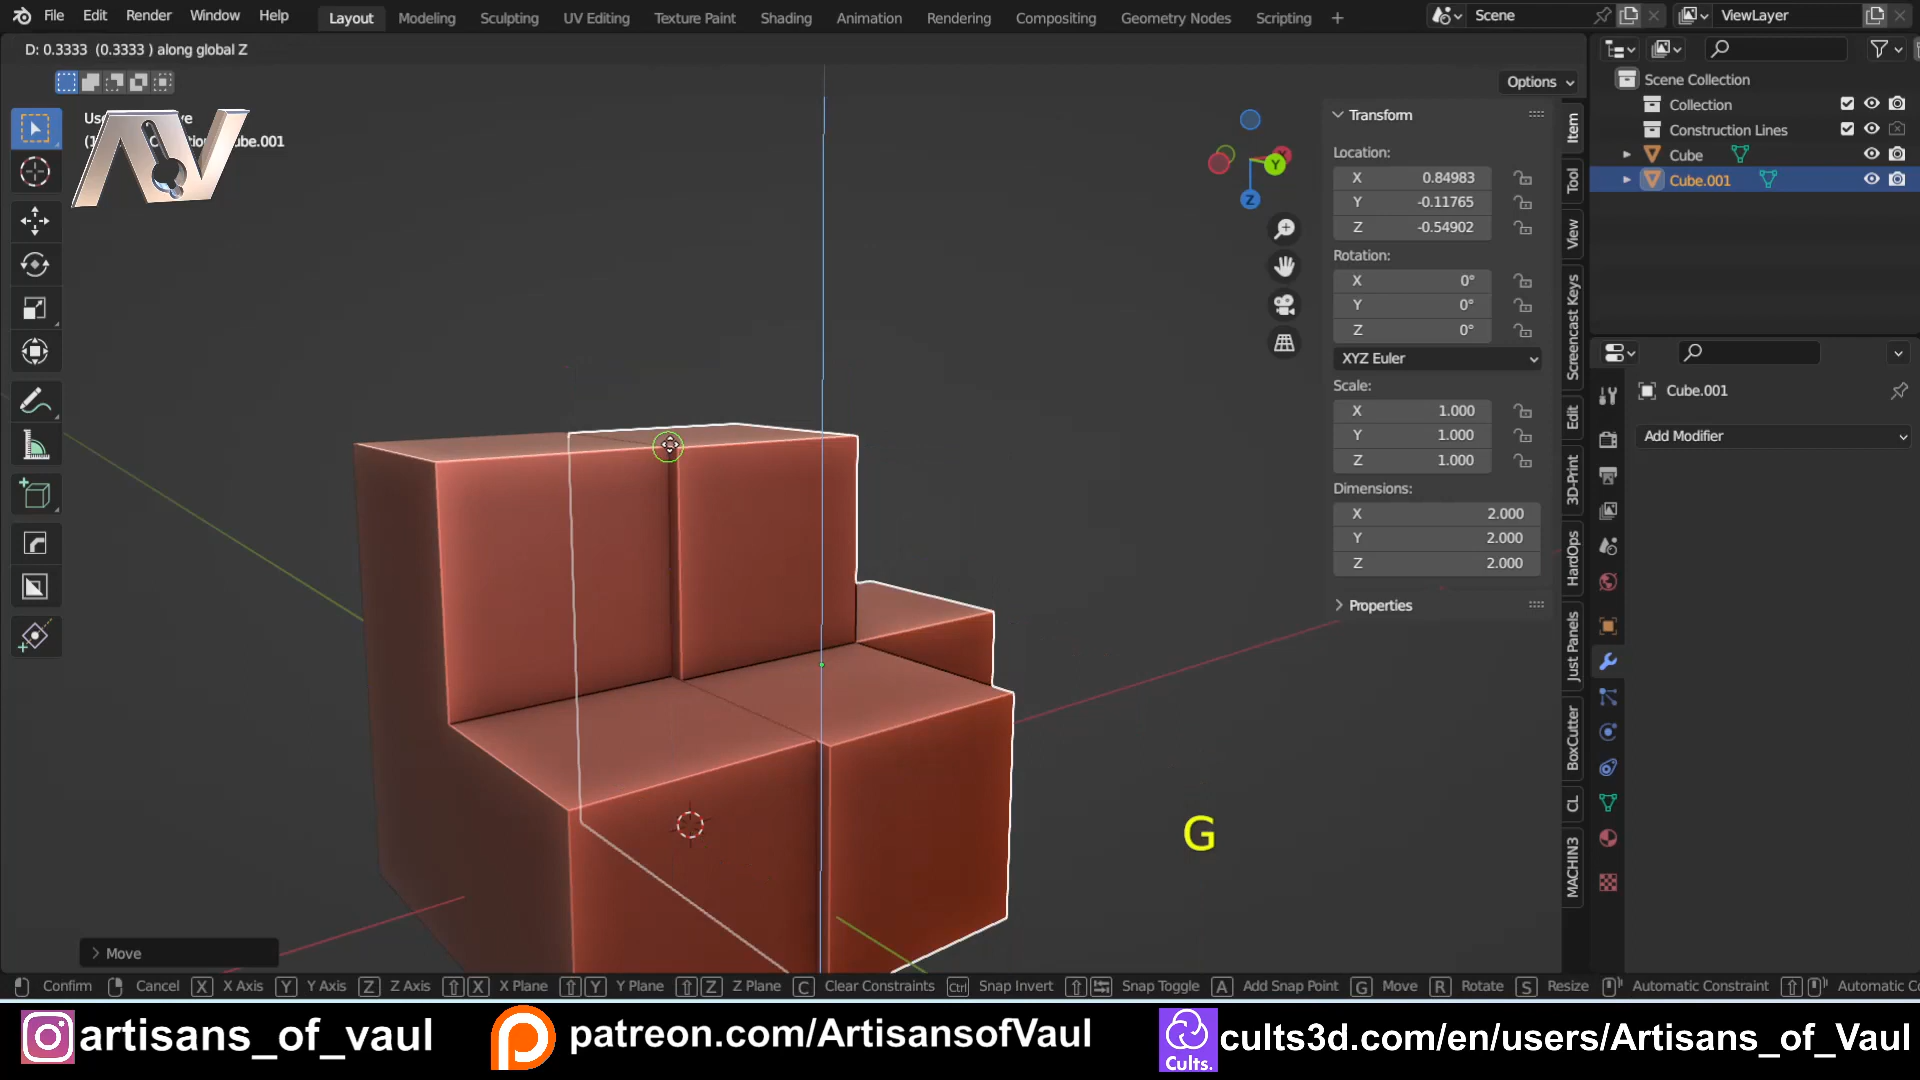 File Edit Render Window Help Layout Modeling Sculpting UV Editing Texture Paint Shading Animation Rendering Compositing Geometry Nodes Scripting + Scene ViewLayer
D: 0.3333 (0.3333 ) along global Z
Options
Scene Collection
Collection
Construction Lines
Cube
Cube.001
Transform
Location:
X 0.84983
Y -0.11765
Z -0.54902
Rotation:
X 0°
Y 0°
Z 0°
XYZ Euler
Scale:
X 1.000
Y 1.000
Z 1.000
Dimensions:
X 2.000
Y 2.000
Z 2.000
Properties
Item
Tool
View
Screencast Keys
Edit
3D-Print
HardOps
Just Panels
BoxCutter
CL
MACHIN3
Cube.001
Add Modifier
Y
Z
AV
ube.001
G
Move
Confirm Cancel X X Axis Y Y Axis Z Z Axis X X Plane Y Y Plane Z Z Plane C Clear Constraints Ctrl Snap Invert Snap Toggle A Add Snap Point G Move R Rotate S Resize Automatic Constraint Automatic Co
artisans_of_vaul
patreon.com/ArtisansofVaul
Cults.
cults3d.com/en/users/Artisans_of_Vaul